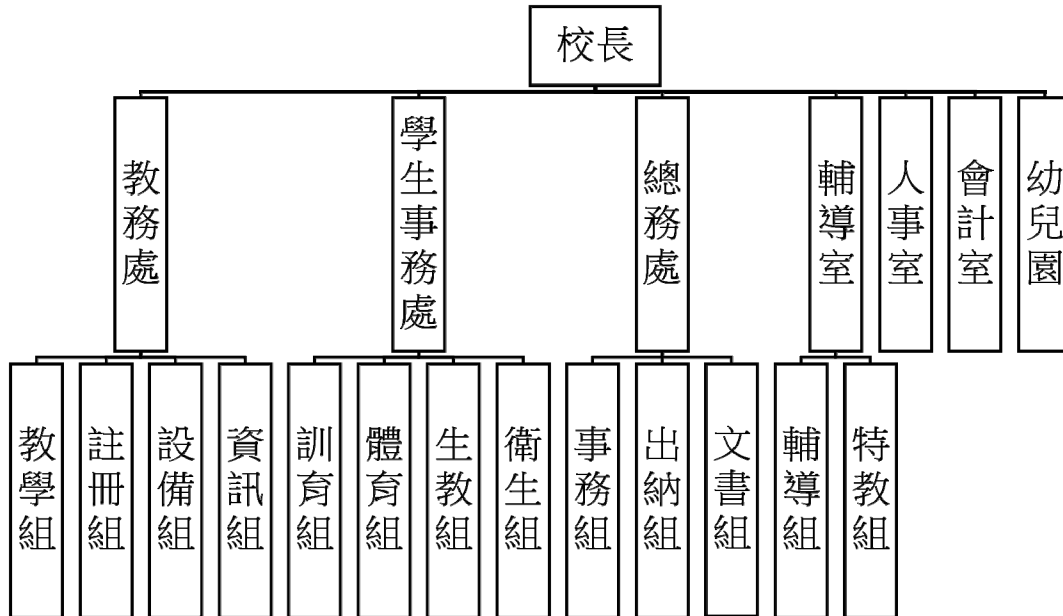 校長
教務處
學生事務處
總務處
輔導室
人事室
會計室
幼兒園
教學組
註冊組
設備組
資訊組
訓育組
體育組
生教組
衛生組
事務組
出納組
文書組
輔導組
特教組